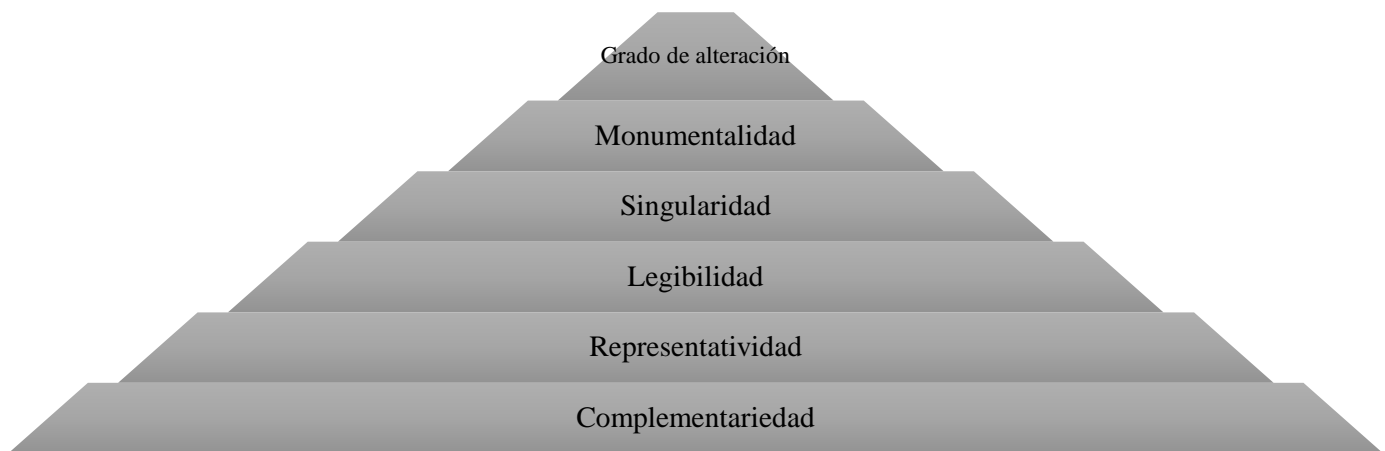 Grado de alteración
Monumentalidad
Singularidad
Legibilidad
Representatividad
Complementariedad